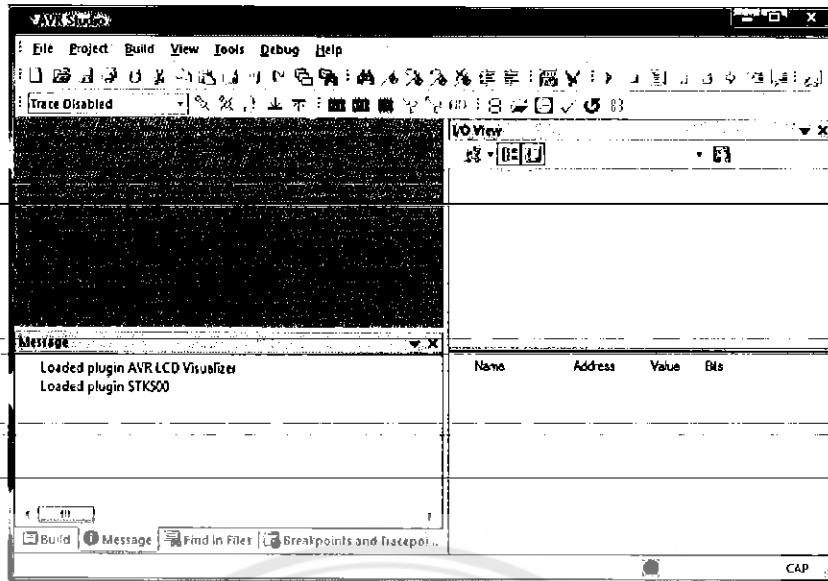 AVR Studio
File Project Build View Tools Debug Help
Trace Disabled
I/O View
Message
Loaded plugin AVR LCD Visualizer
Loaded plugin STK500
Name Address Value Bits
Build Message Find in Files Breakpoints and Tracepoi...
CAP